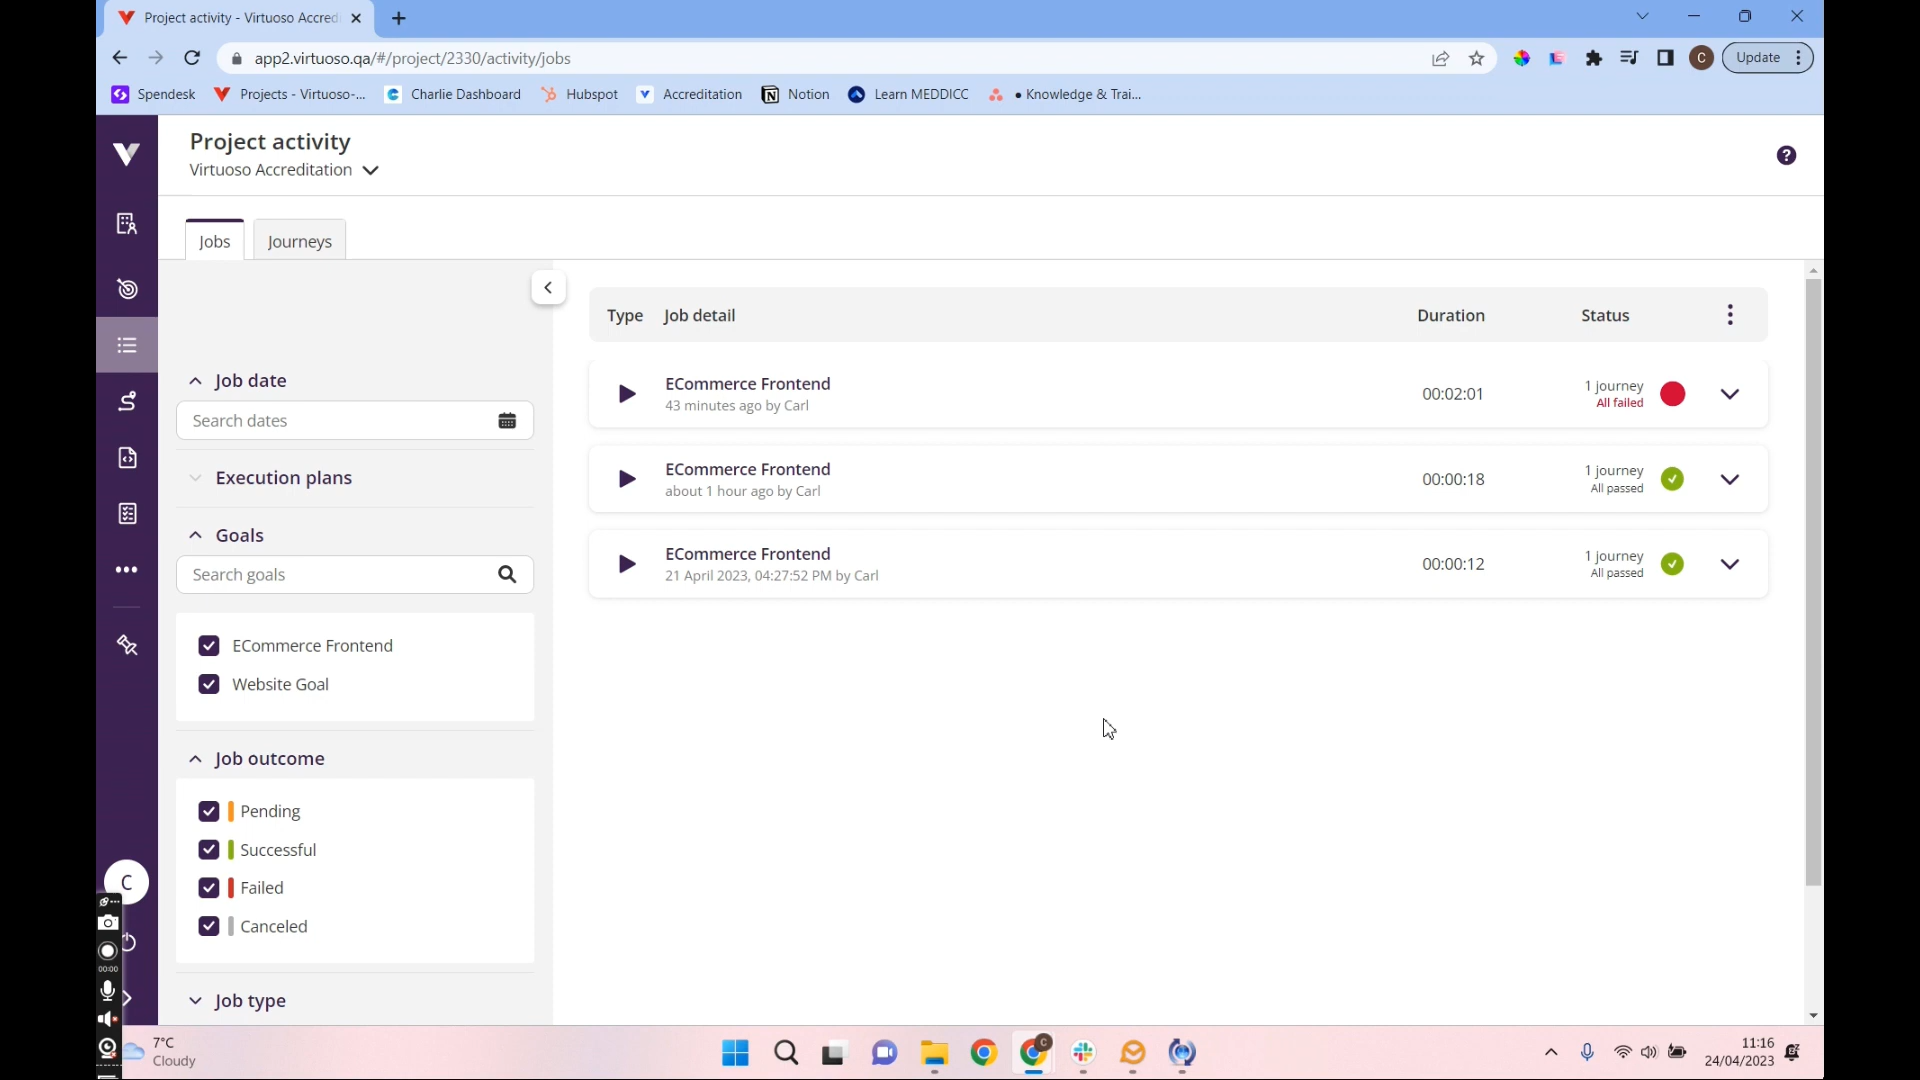 Project activity - Virtuoso Accred
app2.virtuoso.qa/#/project/2330/activity/jobs
C
Update
Spendesk
Projects - Virtuoso-...
Charlie Dashboard
Hubspot
Accreditation
Notion
Learn MEDDICC
• Knowledge & Trai...
Project activity
Virtuoso Accreditation
?
Jobs
Journeys
Type
Job detail
Duration
Status
Job date
Search dates
Execution plans
Goals
Search goals
ECommerce Frontend
Website Goal
Job outcome
Pending
Successful
Failed
Canceled
Job type
ECommerce Frontend
43 minutes ago by Carl
00:02:01
1 journey
All failed
ECommerce Frontend
about 1 hour ago by Carl
00:00:18
1 journey
All passed
ECommerce Frontend
21 April 2023, 04:27:52 PM by Carl
00:00:12
1 journey
All passed
C
00:00
7°C
Cloudy
C
11:16
24/04/2023